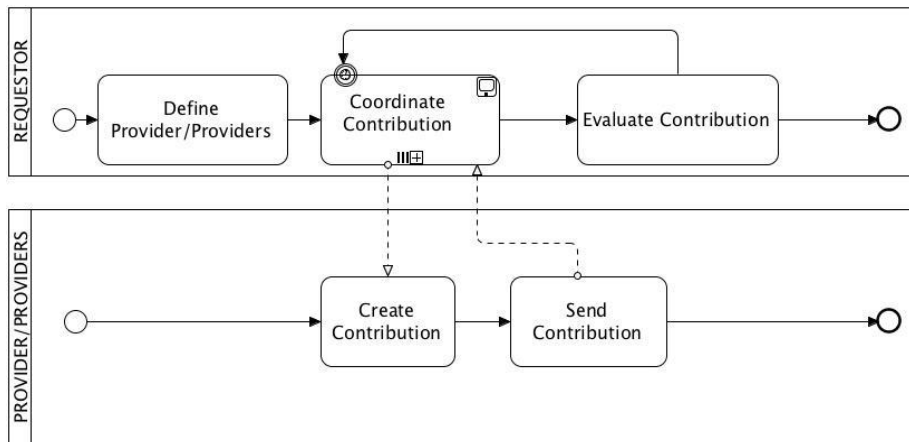 REQUESTOR
Define
Provider/Providers
Coordinate
Contribution
Evaluate Contribution
PROVIDER/PROVIDERS
Create
Contribution
Send
Contribution